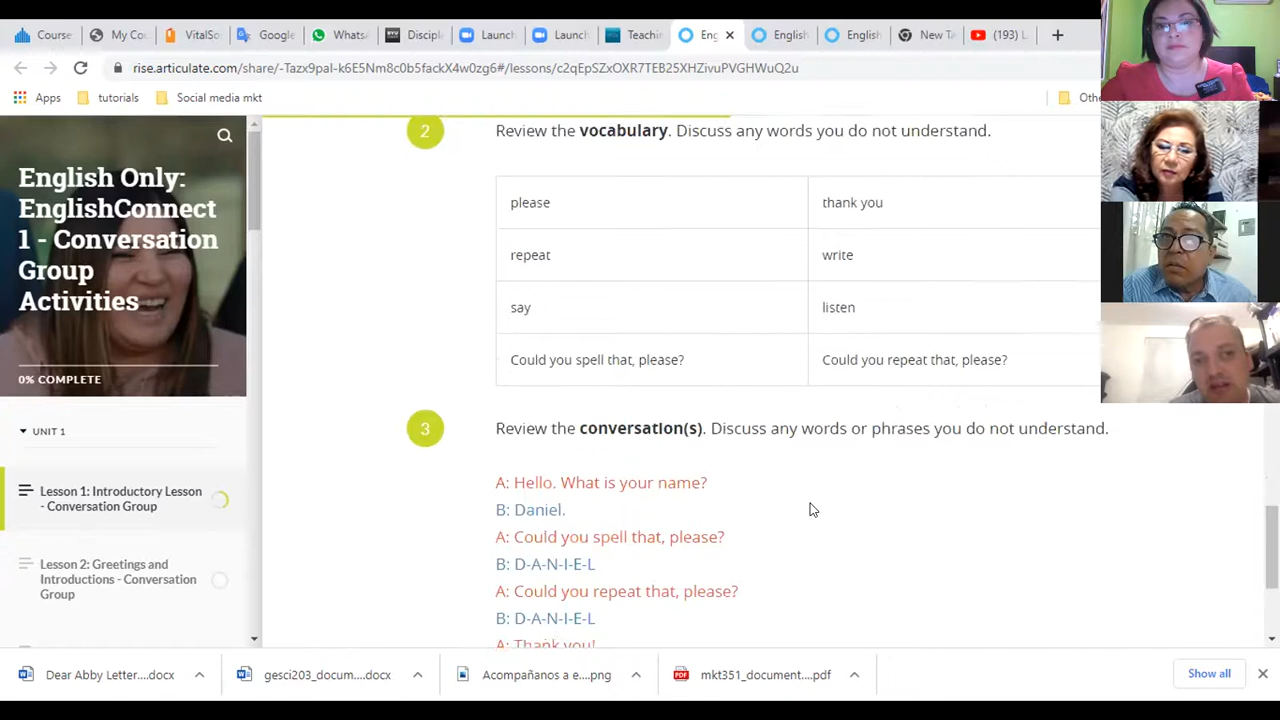 Course
My Co
VitalSo
Google
Whats
Discipl
Launch
Launch
Teachin
Eng
English
English
New Ta
(193) L
rise.articulate.com/share/-Tazx9pal-k6E5Nm8c0b5fackX4w0zg6#/lessons/c2qEpSZxOXR7TEB25XHZivuPVGHWuQ2u
Apps
tutorials
Social media mkt
Othe
English Only:
EnglishConnect
1 - Conversation
Group
Activities
0% COMPLETE
UNIT 1
Lesson 1: Introductory Lesson
- Conversation Group
Lesson 2: Greetings and
Introductions - Conversation
Group
2 Review the vocabulary. Discuss any words you do not understand.
please thank you
repeat write
say listen
Could you spell that, please? Could you repeat that, please?
3 Review the conversation(s). Discuss any words or phrases you do not understand.
A: Hello. What is your name?
B: Daniel.
A: Could you spell that, please?
B: D-A-N-I-E-L
A: Could you repeat that, please?
B: D-A-N-I-E-L
A: Thank you!
Dear Abby Letter....docx
gesci203_docum....docx
Acompañanos a e....png
mkt351_document....pdf
Show all